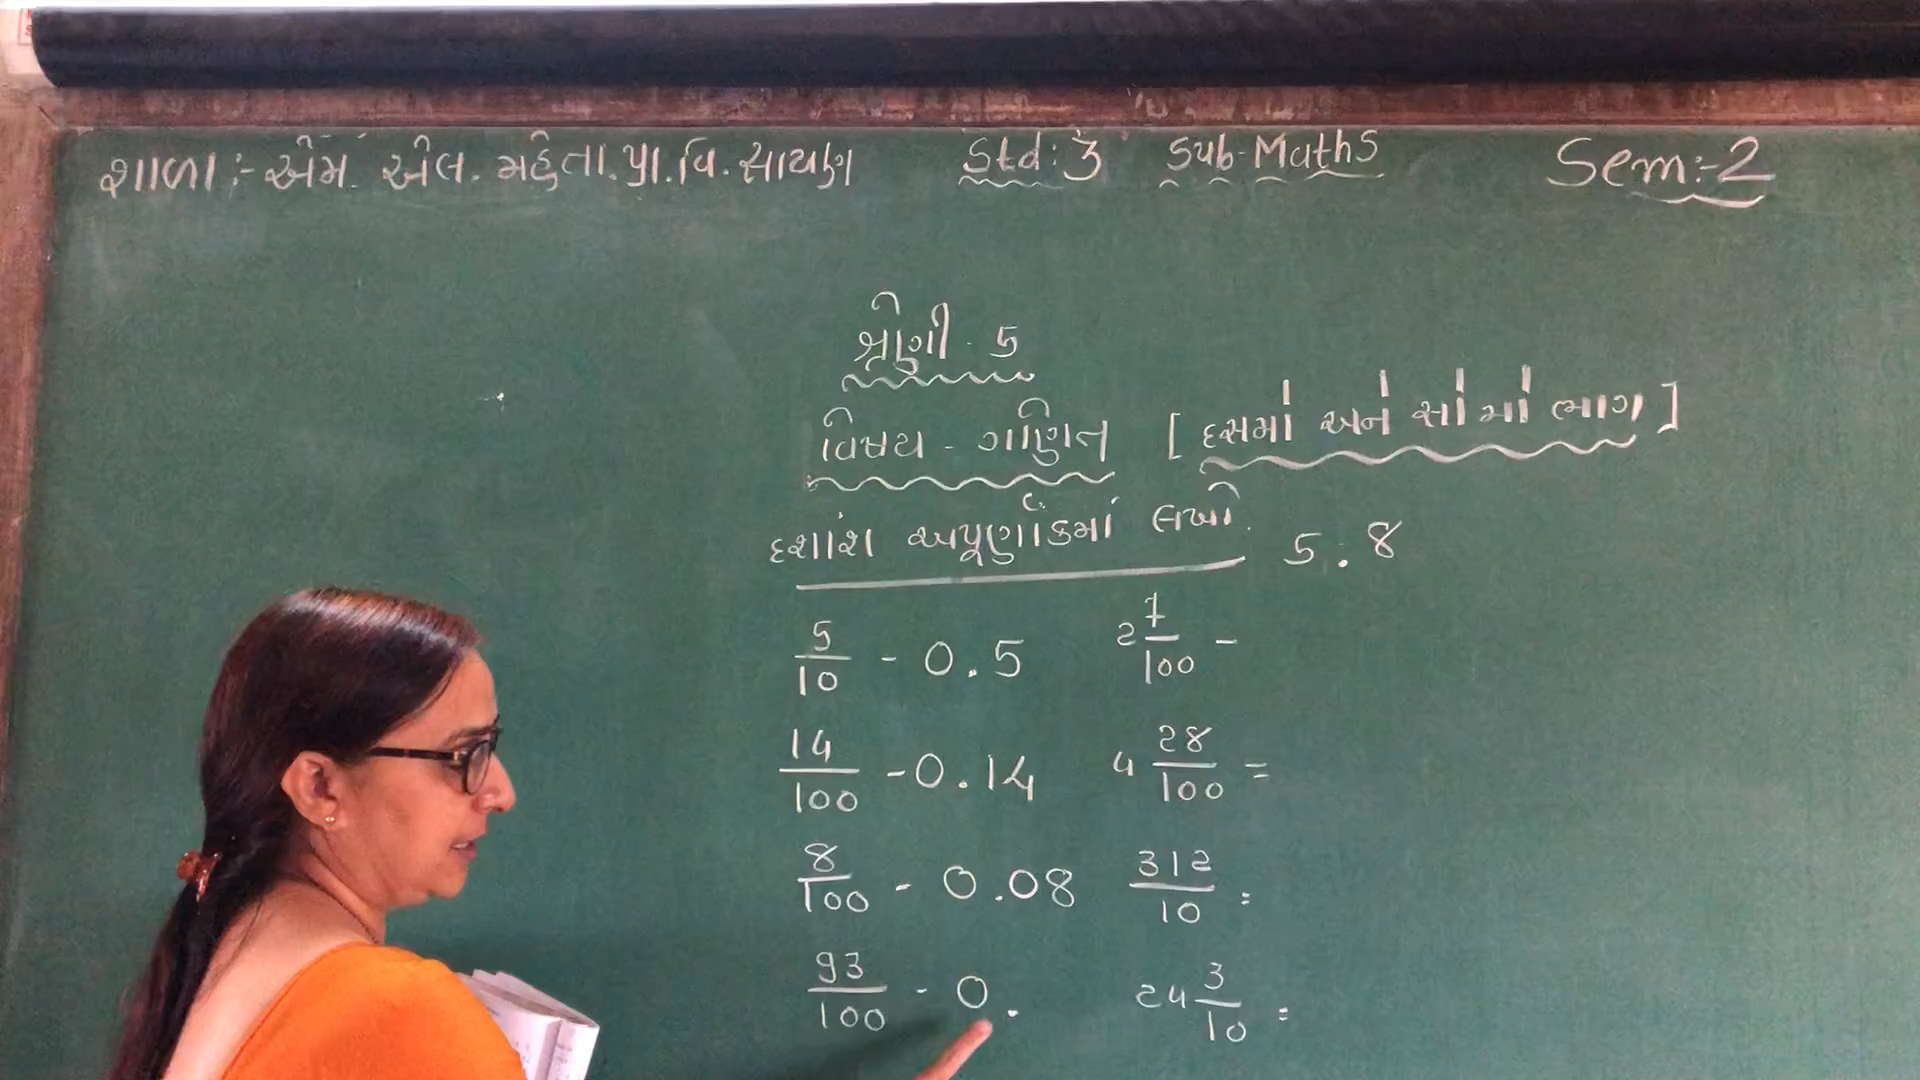 શાળા :- એમ. એલ. મહેતા. પ્રા. વિ. સાયણ Std: 3 Sub-Maths Sem:-2
શ્રેણી - 5
વિષય - ગણિત [દસમાં અને સોમાં ભાગ]
દશાંશ અપૂર્ણાંકમાં લખો. 5.8
5/10 - 0.5 2 7/100 -
14/100 - 0.14 4 28/100 =
8/100 - 0.08 312/10 =
93/100 - 0. 24 3/10 =